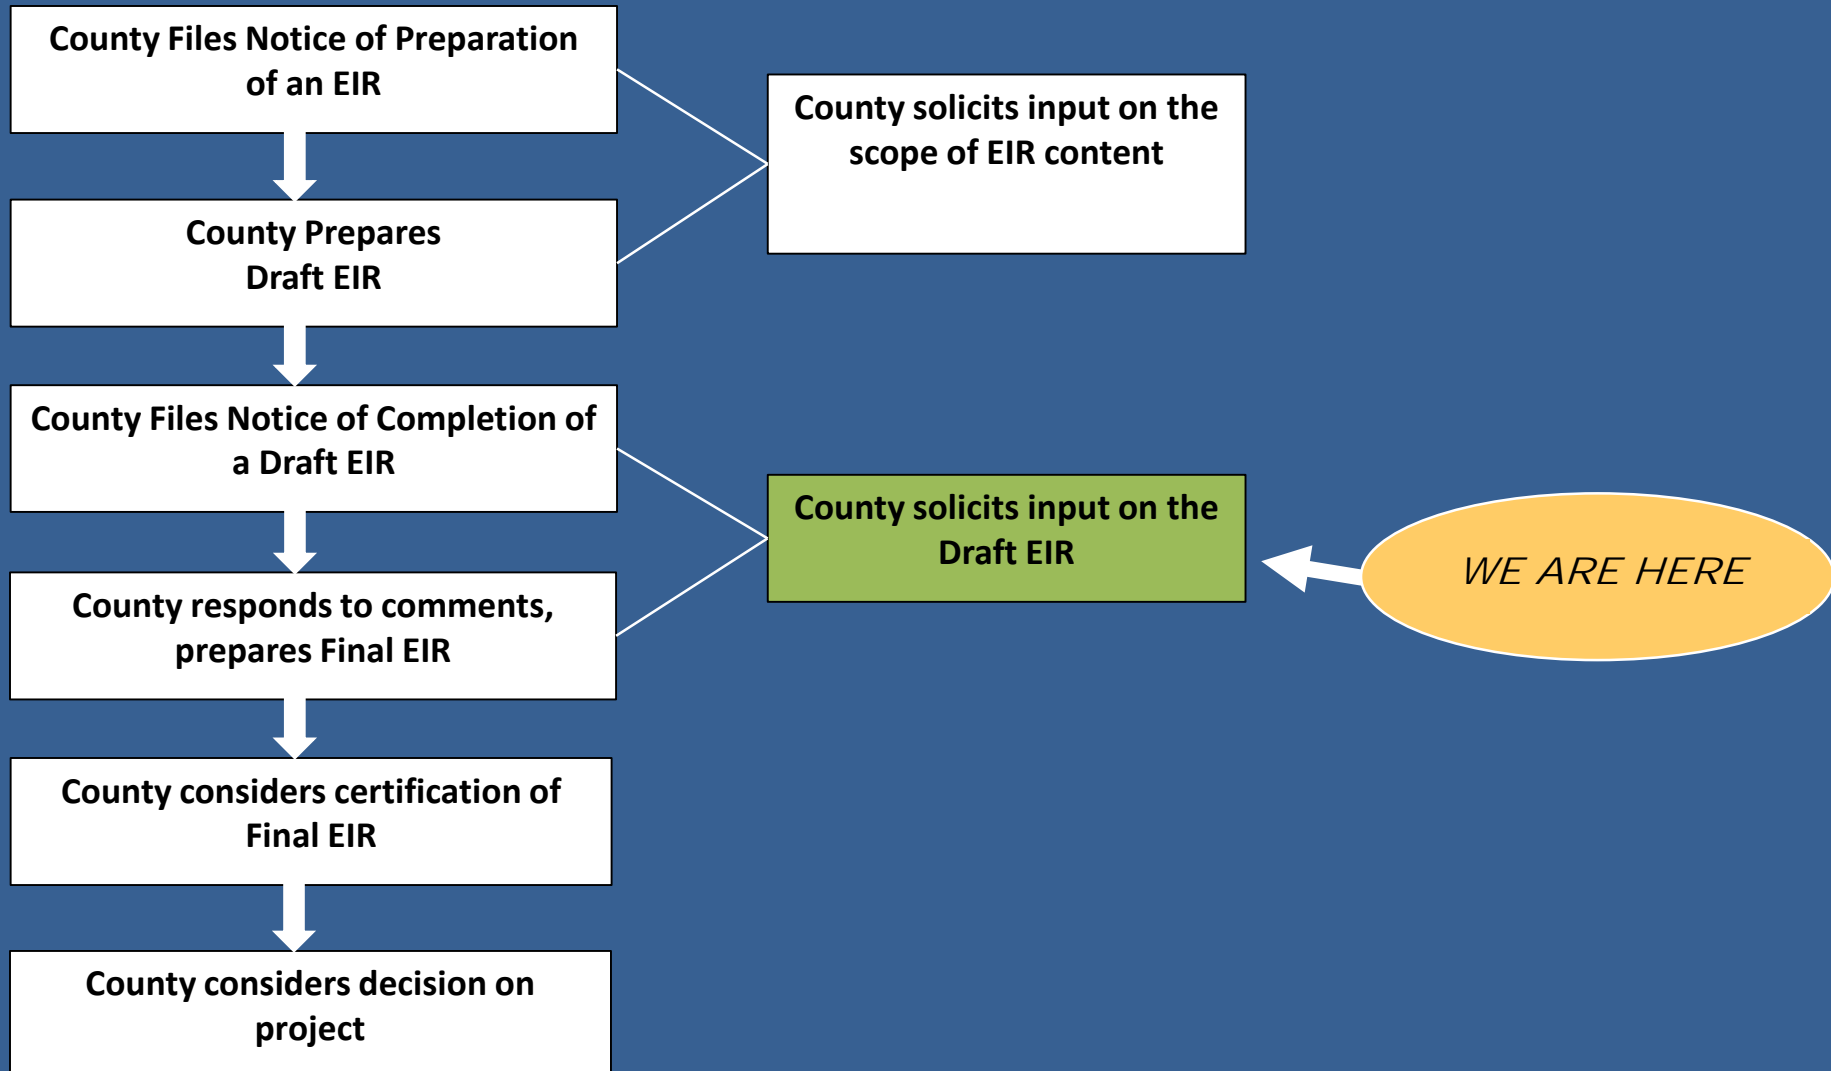 County Files Notice of Preparation
of an EIR
County solicits input on the
scope of EIR content
County Prepares
Draft EIR
County Files Notice of Completion of
a Draft EIR
County solicits input on the
Draft EIR
WE ARE HERE
County responds to comments,
prepares Final EIR
County considers certification of
Final EIR
County considers decision on
project